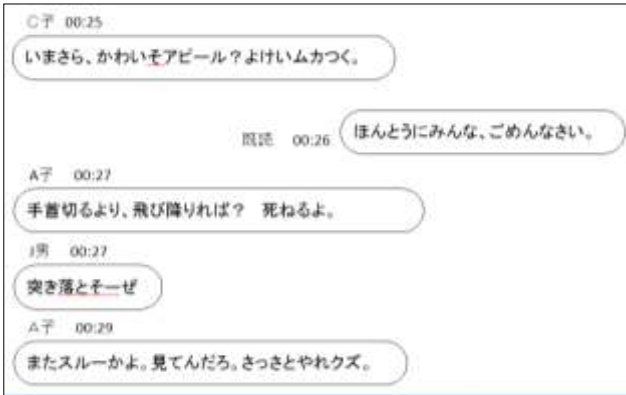 C子 00:25
いまさら、かわいそアピール？よけいムカつく。
既読 00:26 ほんとうにみんな、ごめんなさい。
A子 00:27
手首切るより、飛び降りれば？ 死ねるよ。
J男 00:27
突き落とそーぜ
A子 00:29
またスルーかよ。見てんだろ。さっさとやれクズ。